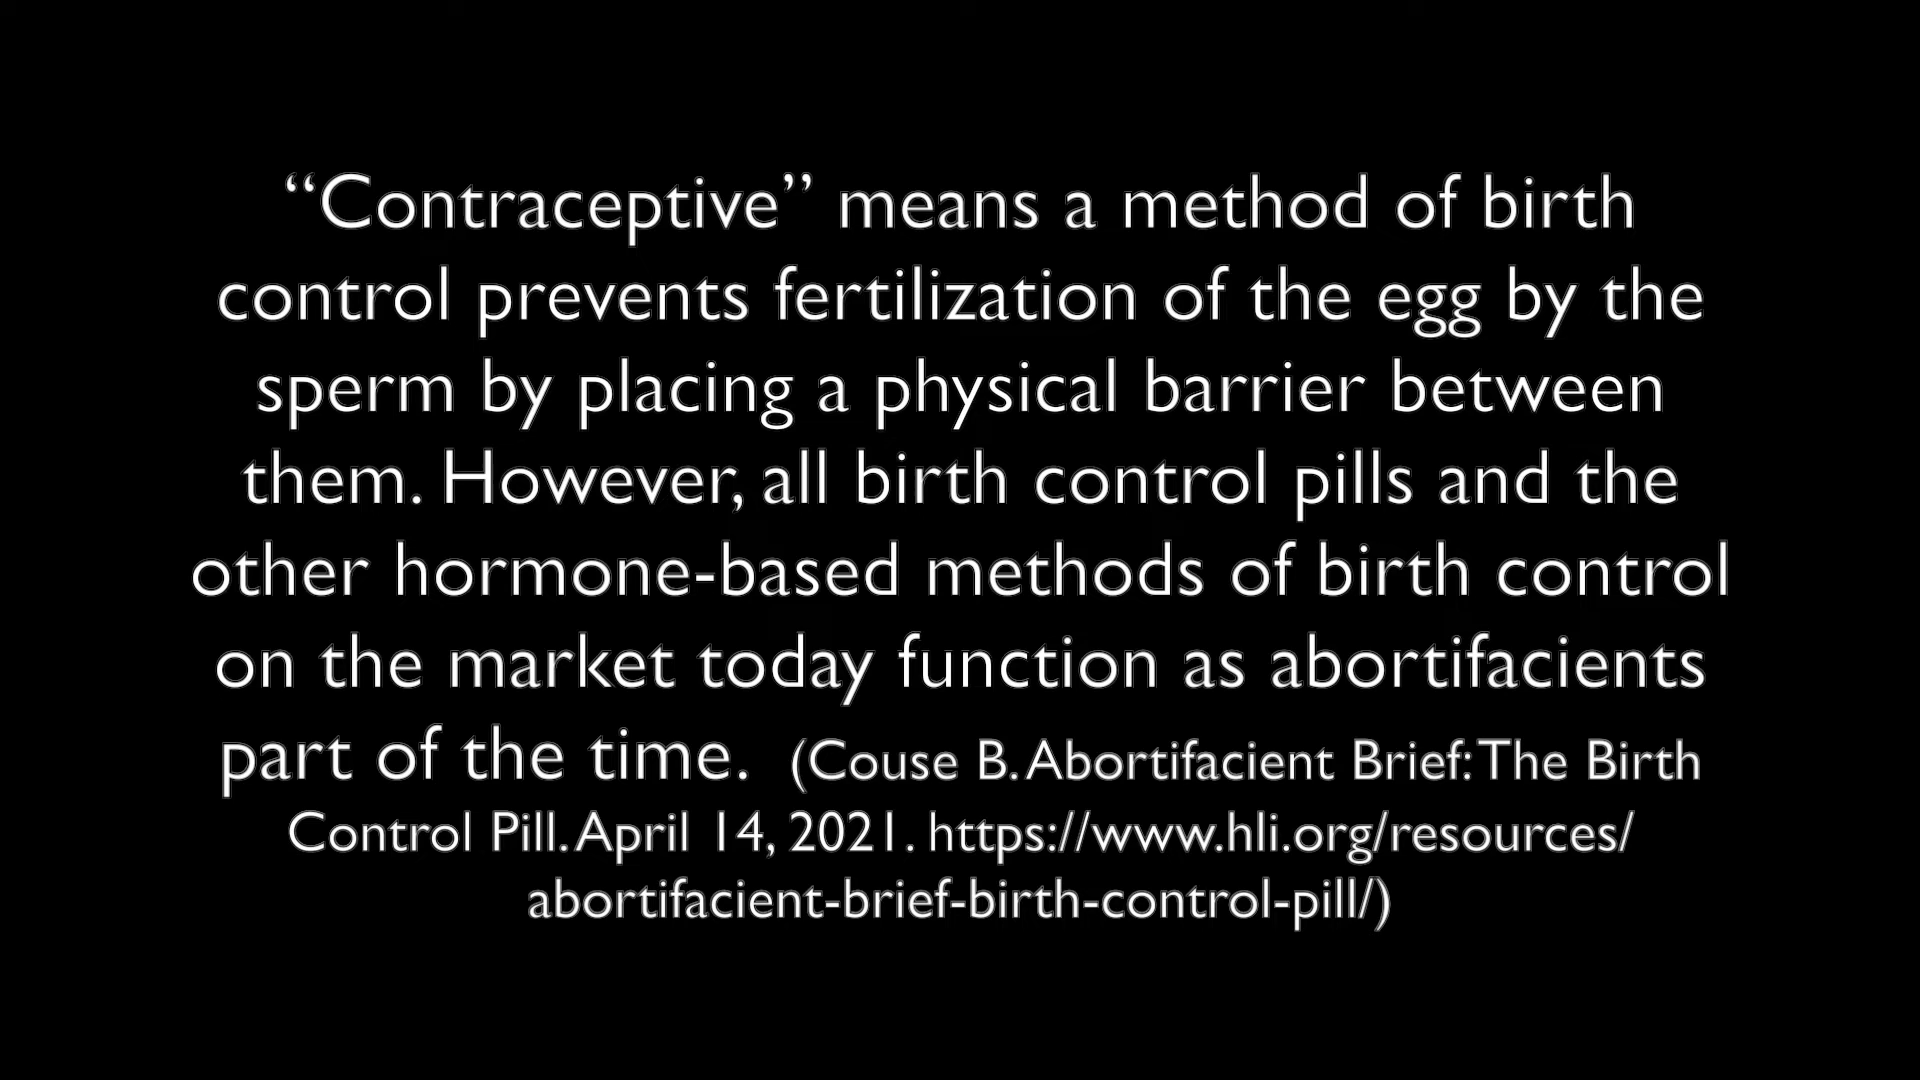 “Contraceptive” means a method of birth
control prevents fertilization of the egg by the
sperm by placing a physical barrier between
them. However, all birth control pills and the
other hormone-based methods of birth control
on the market today function as abortifacients
part of the time. (Couse B. Abortifacient Brief: The Birth
Control Pill. April 14, 2021. https://www.hli.org/resources/
abortifacient-brief-birth-control-pill/)